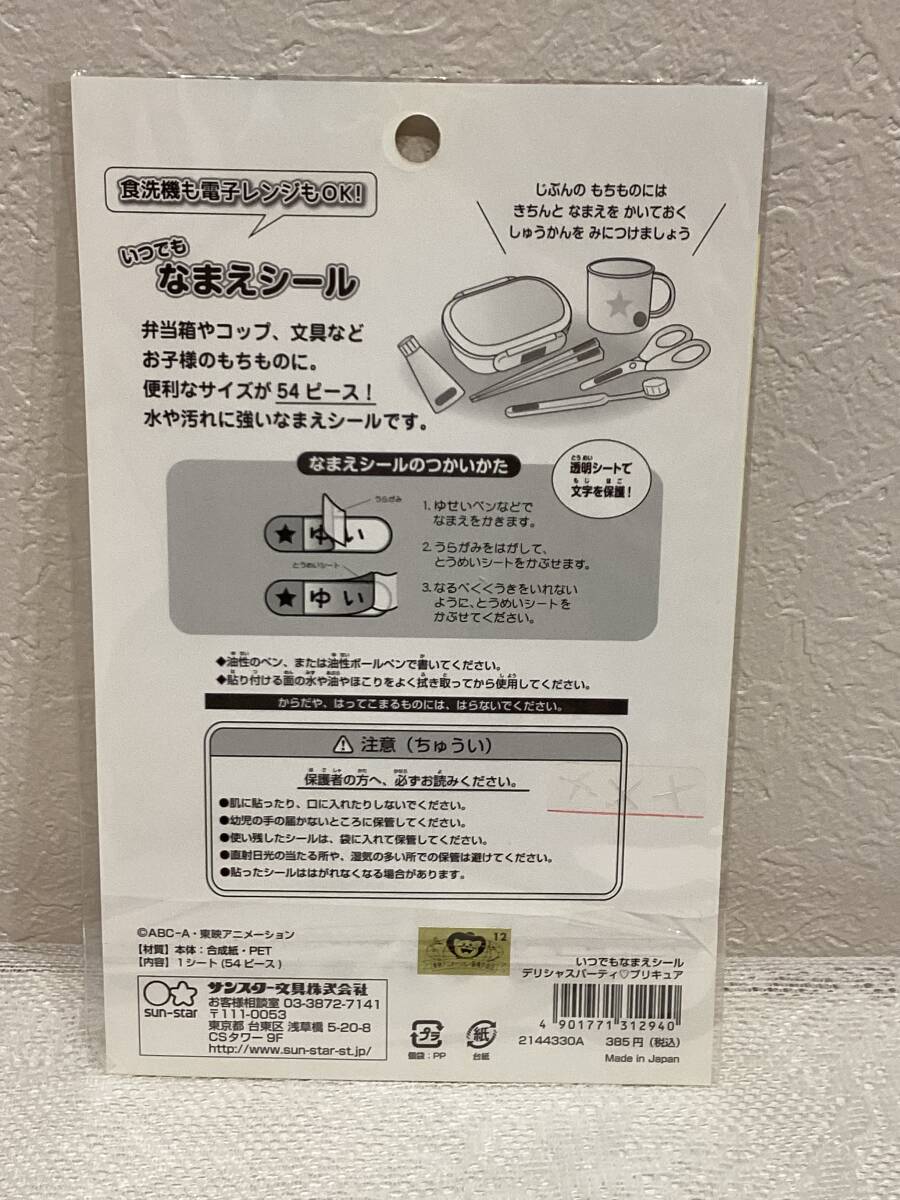 食洗機も電子レンジもOK!
じぶんの もちものには
きちんと なまえを かいておく
しゅうかんを みにつけましょう
いつでも
なまえシール
弁当箱やコップ、文具など
お子様のもちものに。
便利なサイズが 54ピース!
水や汚れに強いなまえシールです。
なまえシールのつかいかた
とうめい
透明シートで
もじ ほご
文字を保護!
うらがみ
★ゆい
とうめいシート
★ゆい
1. ゆせいペンなどで
なまえをかきます。
2. うらがみをはがして、
とうめいシートをかぶせます。
3. なるべくくうきをいれない
ように、とうめいシートを
かぶせてください。
◆油性のペン、または油性ボールペンで書いてください。
◆貼り付ける面の水や油やほこりをよく拭き取ってから使用してください。
からだや、はってこまるものには、はらないでください。
⚠ 注意(ちゅうい)
保護者の方へ、必ずお読みください。
●肌に貼ったり、口に入れたりしないでください。
●幼児の手の届かないところに保管してください。
●使い残したシールは、袋に入れて保管してください。
●直射日光の当たる所や、湿気の多い所での保管は避けてください。
●貼ったシールははがれなくなる場合があります。
©ABC-A・東映アニメーション
【材質】本体:合成紙・PET
【内容】1シート(54ピース)
sun-star
サンスター文具株式会社
お客様相談室 03-3872-7141
〒111-0053
東京都 台東区 浅草橋 5-20-8
CSタワー 9F
http://www.sun-star-st.jp/
12
プラ
個袋:PP
紙
台紙
いつでもなまえシール
デリシャスパーティ♡プリキュア
4 901771 312940
2144330A 385円(税込)
Made in Japan